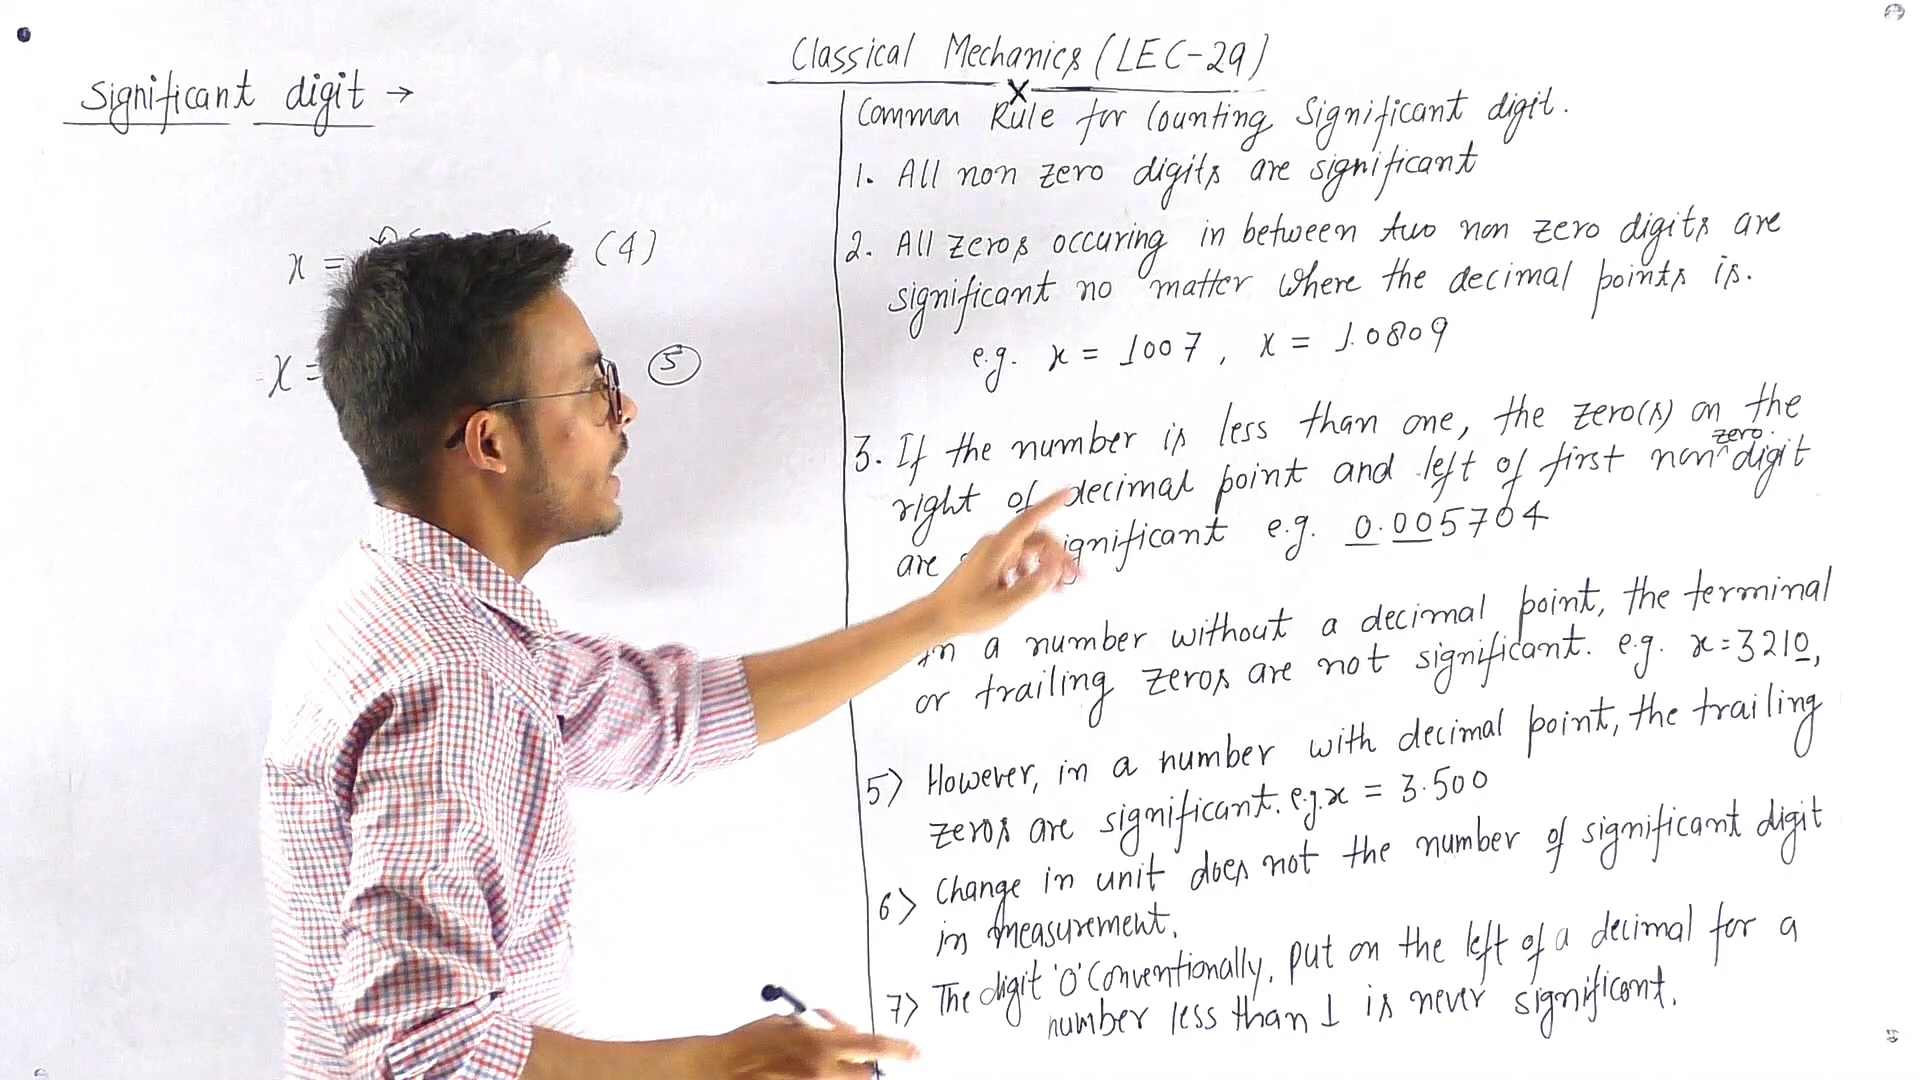 Classical Mechanics (LEC-29)
Significant digit →
x =
(4)
x =
5
Common Rule for Counting Significant digit.
1. All non zero digits are significant
2. All zeros occuring in between two non zero digits are
significant no matter where the decimal points is.
e.g. x = 1007, x = 1.0809
3. If the number is less than one, the zero(s) on the
right of decimal point and left of first non zero digit
are significant e.g. 0.005704
In a number without a decimal point, the terminal
or trailing zeros are not significant. e.g. x=3210,
5) However, in a number with decimal point, the trailing
zeros are significant. e.g. x = 3.500
6) Change in unit does not the number of significant digit
in measurement.
7) The digit 'O' Conventionally, put on the left of a decimal for a
number less than 1 is never significant.